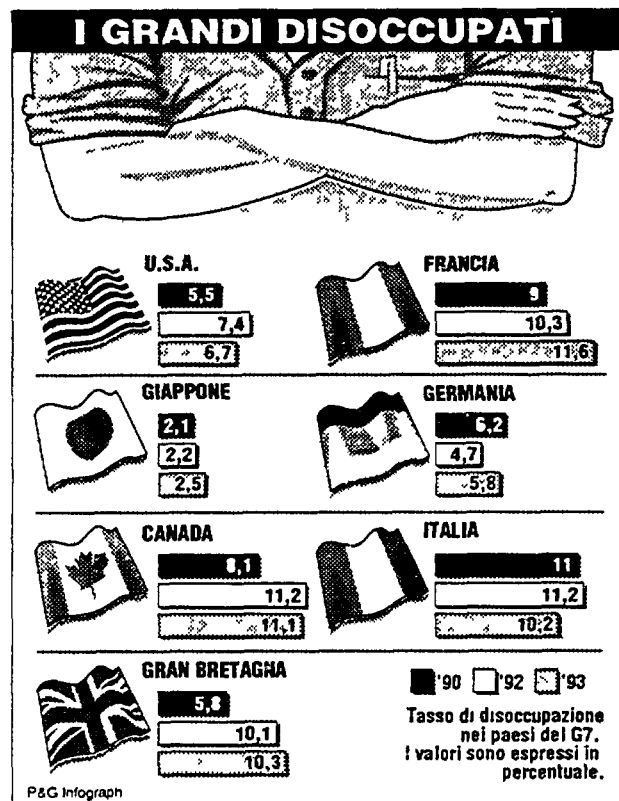 I GRANDI DISOCCUPATI
U.S.A.
5,5
7,4
6,7
FRANCIA
9
10,3
11,6
GIAPPONE
2,1
2,2
2,5
GERMANIA
6,2
4,7
5,8
CANADA
8,1
11,2
11,1
ITALIA
11
11,2
10,2
GRAN BRETAGNA
5,8
10,1
10,3
'90 '92 '93
Tasso di disoccupazione
nei paesi del G7.
I valori sono espressi in
percentuale.
P&G Infograph